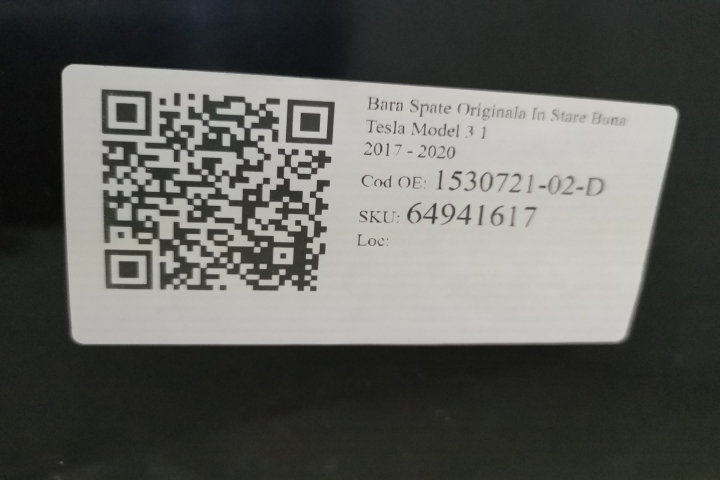 Bara Spate Originala In Stare Buna
Tesla Model 3 1
2017 - 2020
Cod OE: 1530721-02-D
SKU: 64941617
Loc: